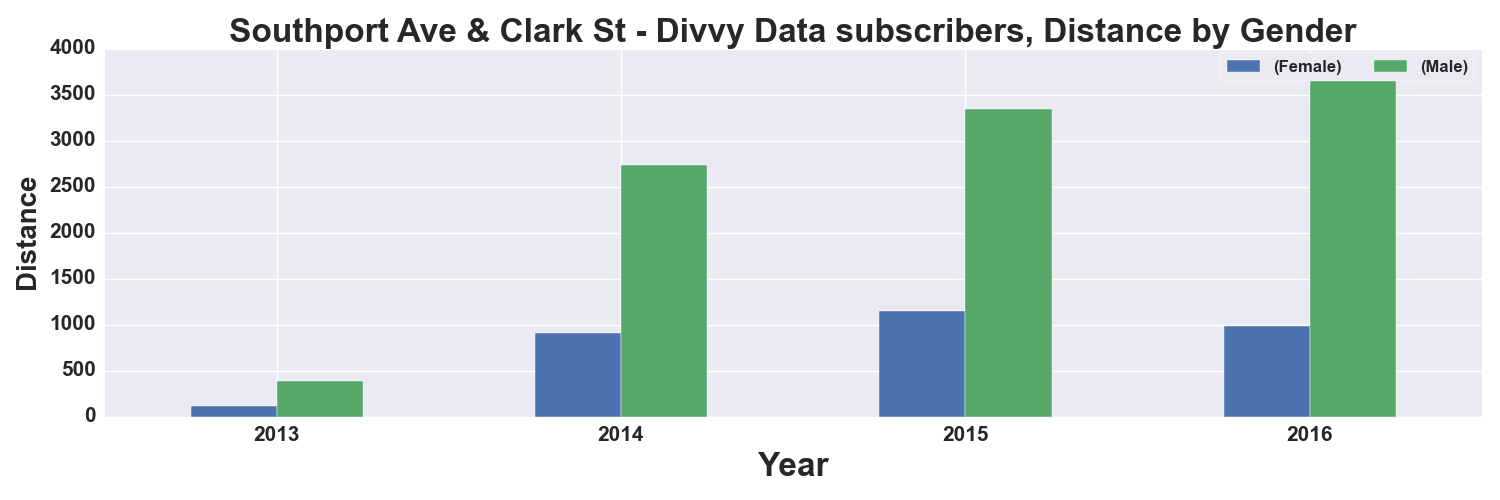 Southport Ave & Clark St - Divvy Data subscribers, Distance by Gender
(Female) (Male)
Distance
4000
3500
3000
2500
2000
1500
1000
500
0
2013 2014 2015 2016
Year